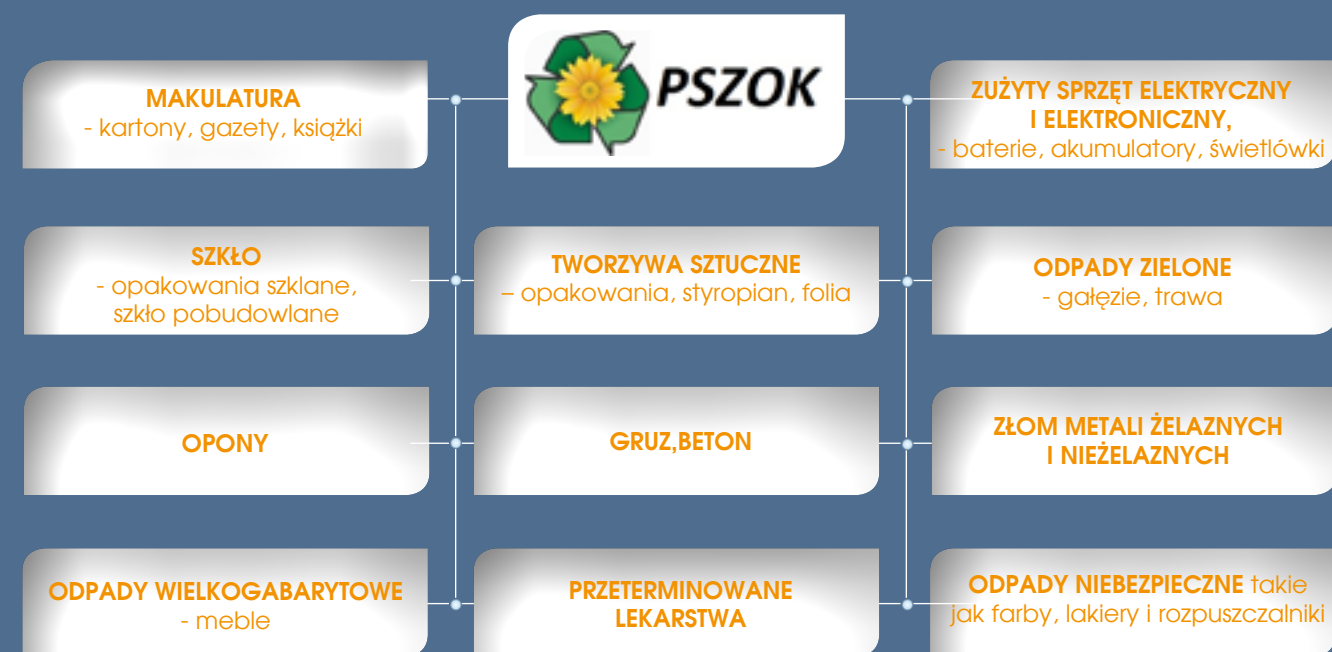 PSZOK
MAKULATURA
- kartony, gazety, książki
ZUŻYTY SPRZĘT ELEKTRYCZNY
I ELEKTRONICZNY,
- baterie, akumulatory, świetlówki
SZKŁO
- opakowania szklane,
szkło pobudowlane
TWORZYWA SZTUCZNE
– opakowania, styropian, folia
ODPADY ZIELONE
- gałęzie, trawa
OPONY
GRUZ,BETON
ZŁOM METALI ŻELAZNYCH
I NIEŻELAZNYCH
ODPADY WIELKOGABARYTOWE
- meble
PRZETERMINOWANE
LEKARSTWA
ODPADY NIEBEZPIECZNE takie
jak farby, lakiery i rozpuszczalniki